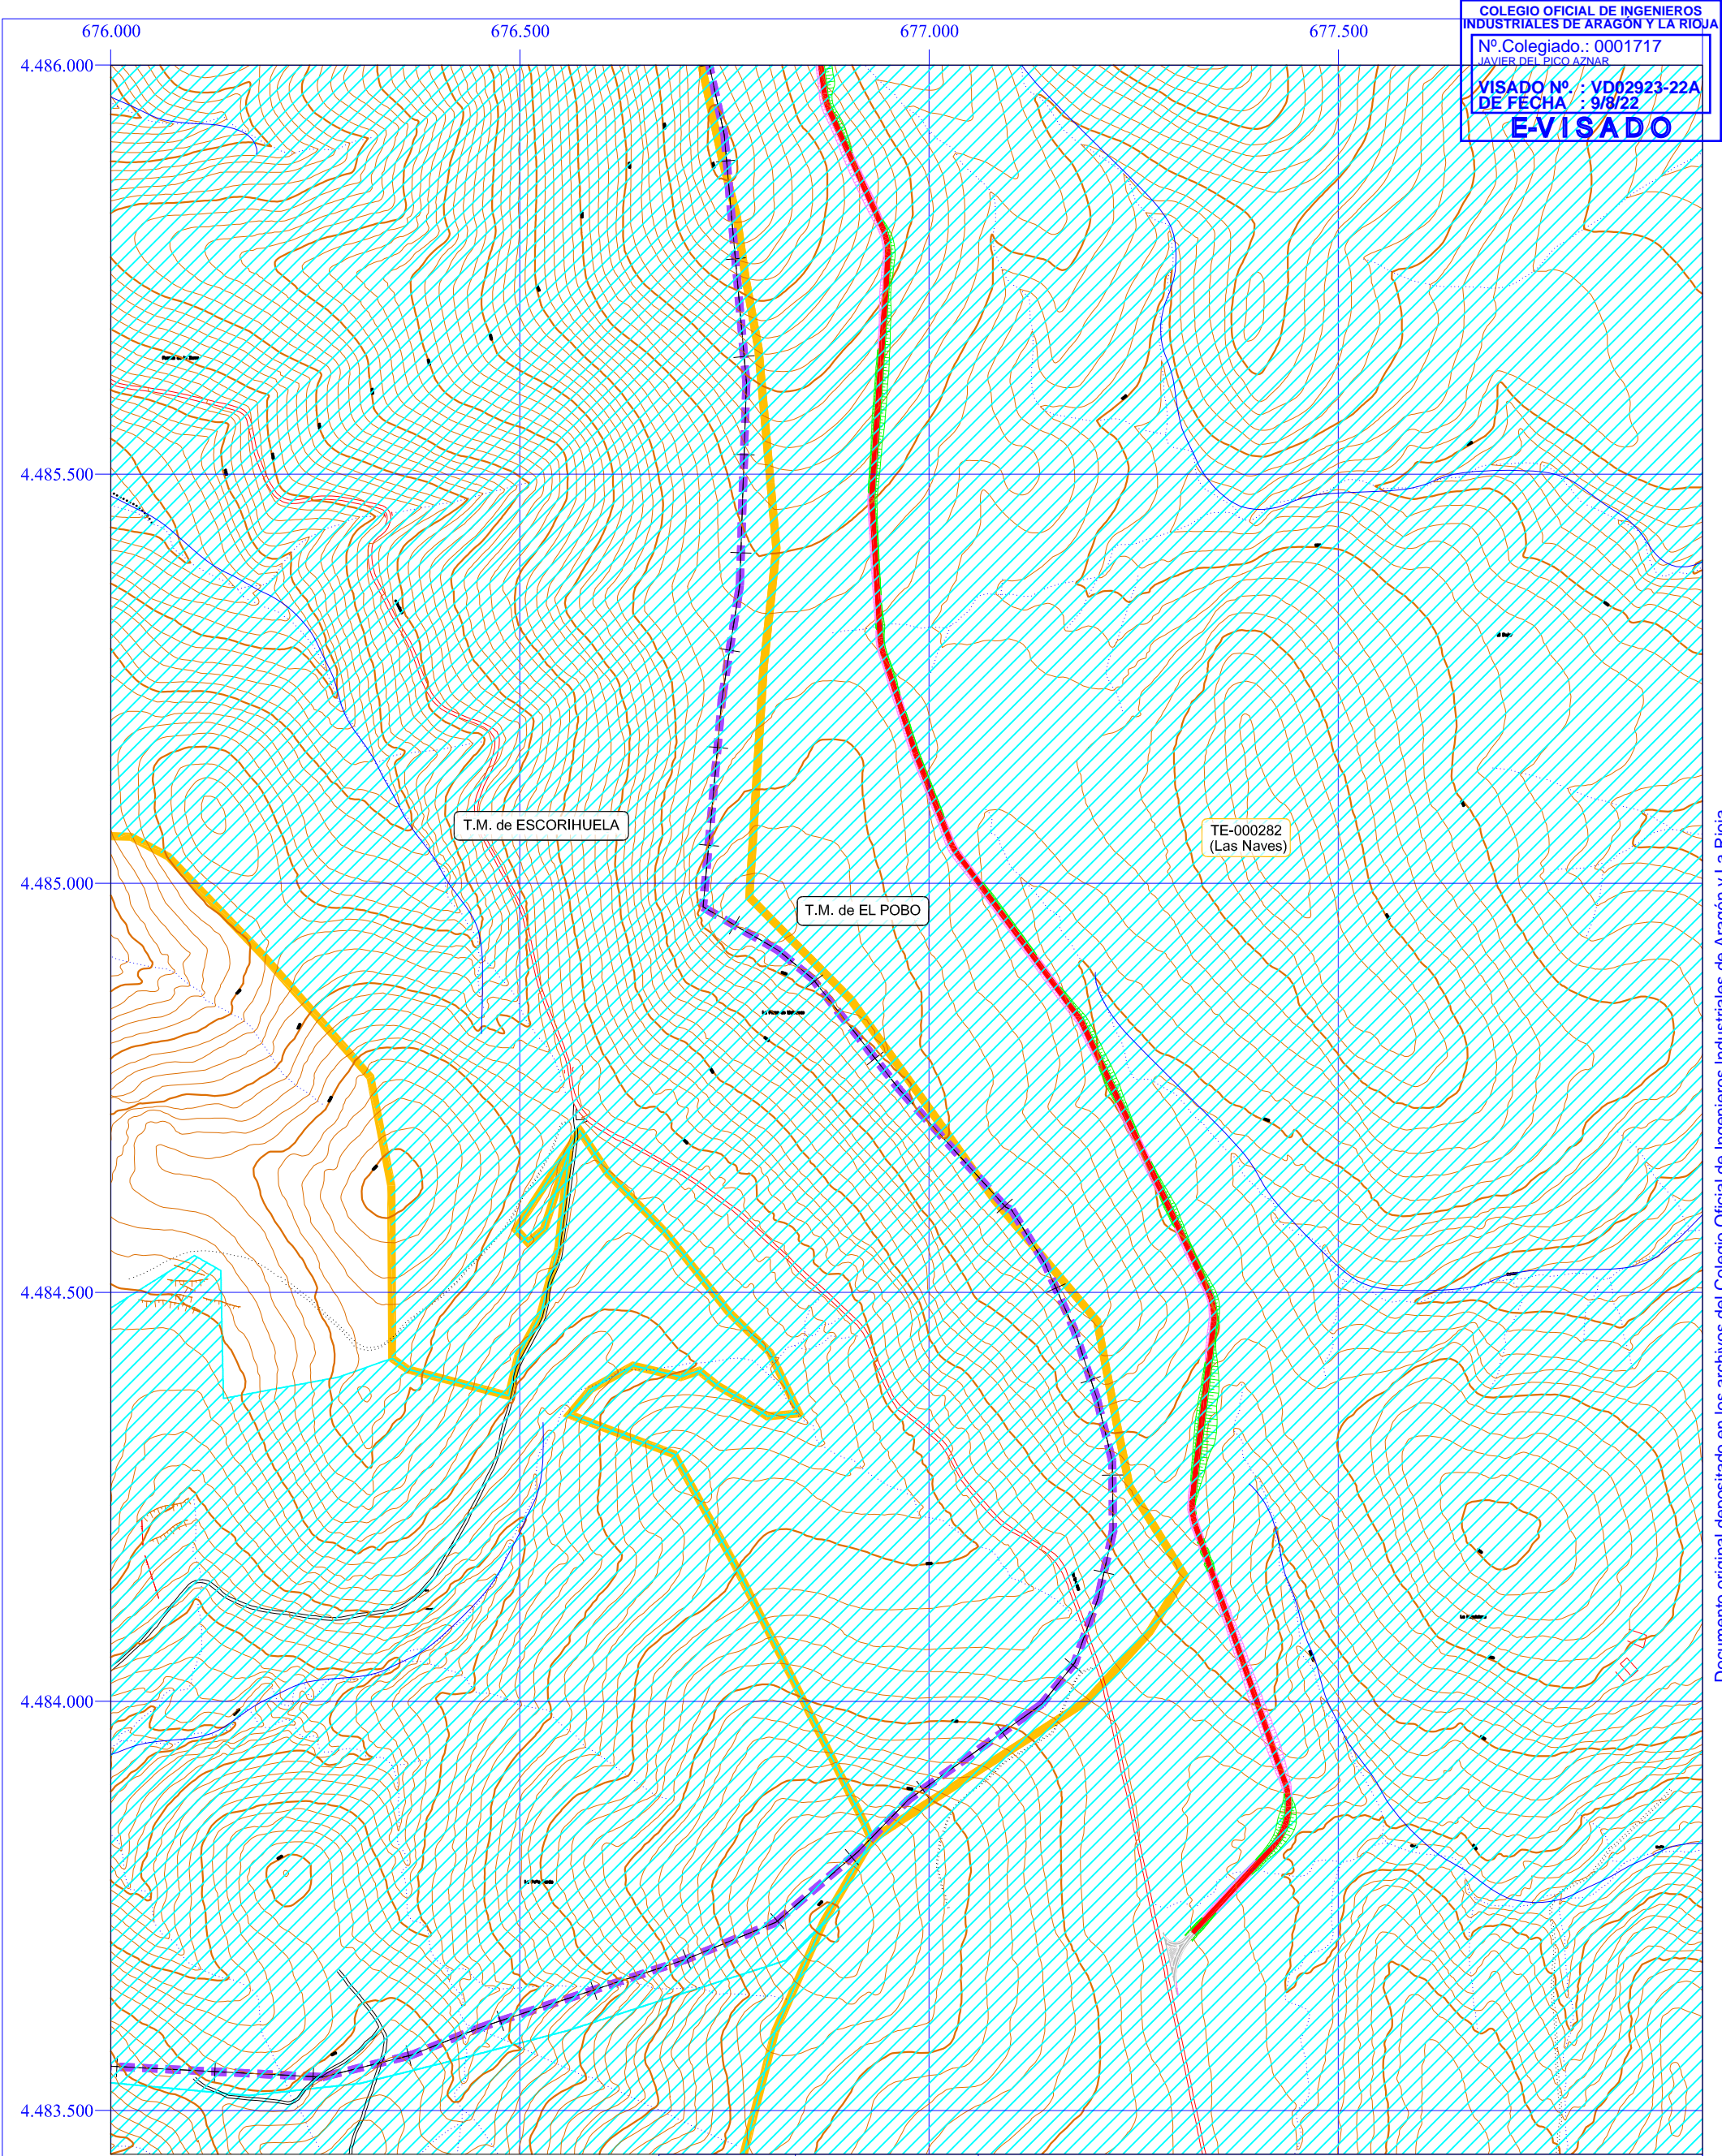 COLEGIO OFICIAL DE INGENIEROS
INDUSTRIALES DE ARAGÓN Y LA RIOJA
Nº.Colegiado.: 0001717
JAVIER DEL PICO AZNAR
VISADO Nº. : VD02923-22A
DE FECHA : 9/8/22
E-VISADO
676.000
676.500
677.000
677.500
4.486.000
4.485.500
4.485.000
4.484.500
4.484.000
4.483.500
T.M. de ESCORIHUELA
TE-000282
(Las Naves)
T.M. de EL POBO
Documento original depositado en los archivos del Colegio Oficial de Ingenieros Industriales de Aragón y La Rioja